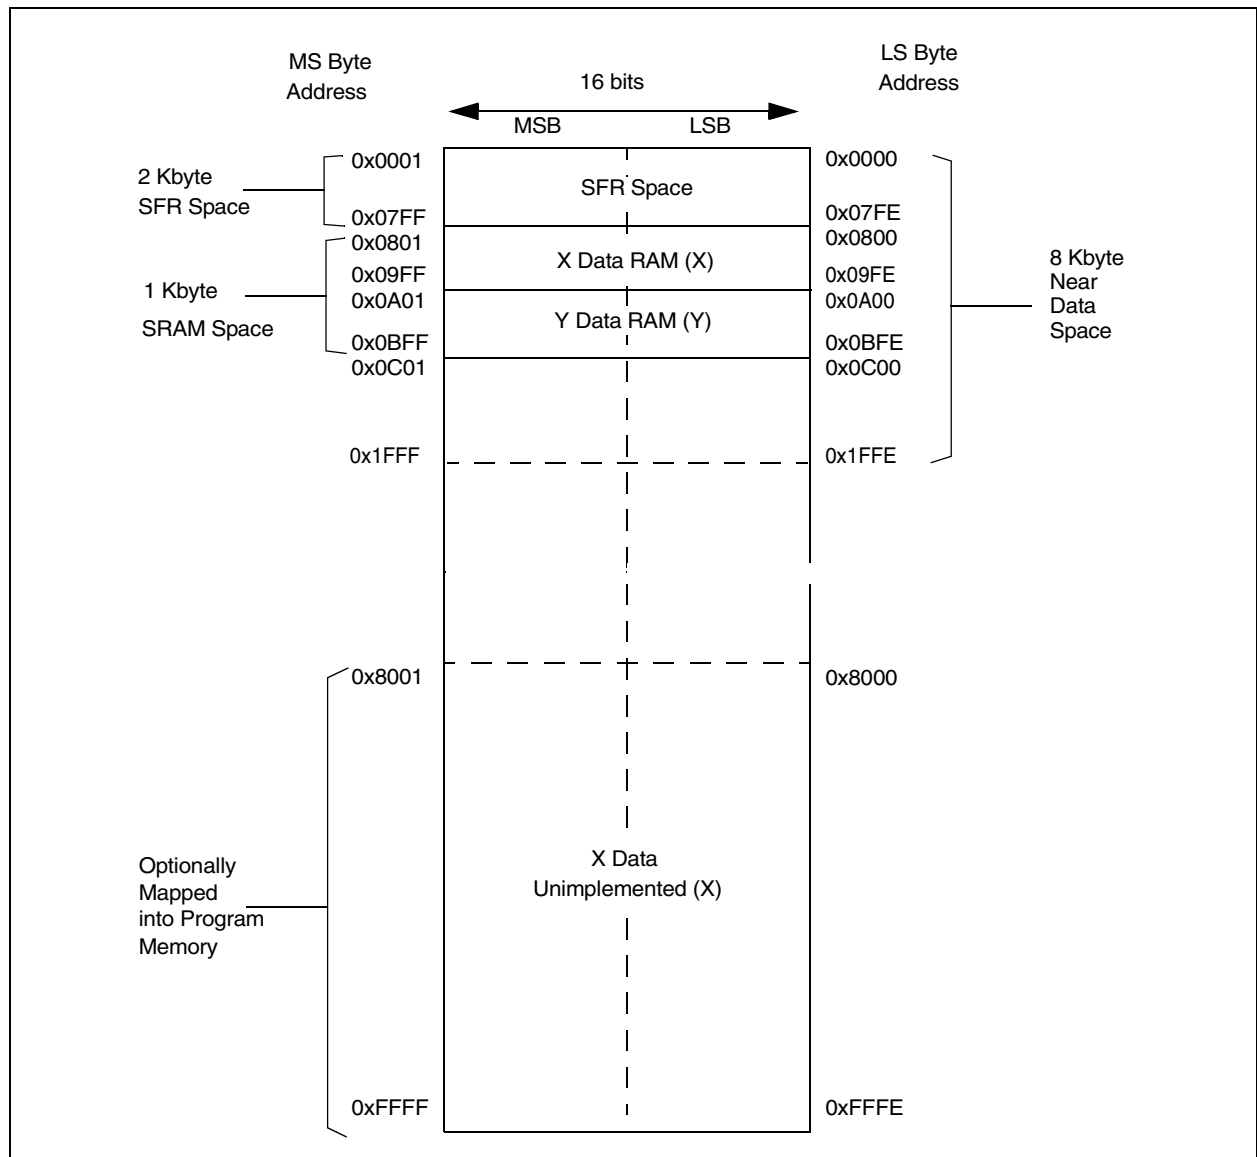 MS Byte
Address
16 bits
LS Byte
Address
MSB
LSB
2 Kbyte
SFR Space
0x0001
SFR Space
0x0000
0x07FF
0x07FE
0x0801
0x0800
1 Kbyte
SRAM Space
X Data RAM (X)
0x09FF
0x09FE
0x0A01
0x0A00
Y Data RAM (Y)
0x0BFF
0x0BFE
0x0C01
0x0C00
8 Kbyte
Near
Data
Space
0x1FFF
0x1FFE
0x8001
0x8000
Optionally
Mapped
into Program
Memory
X Data
Unimplemented (X)
0xFFFF
0xFFFE